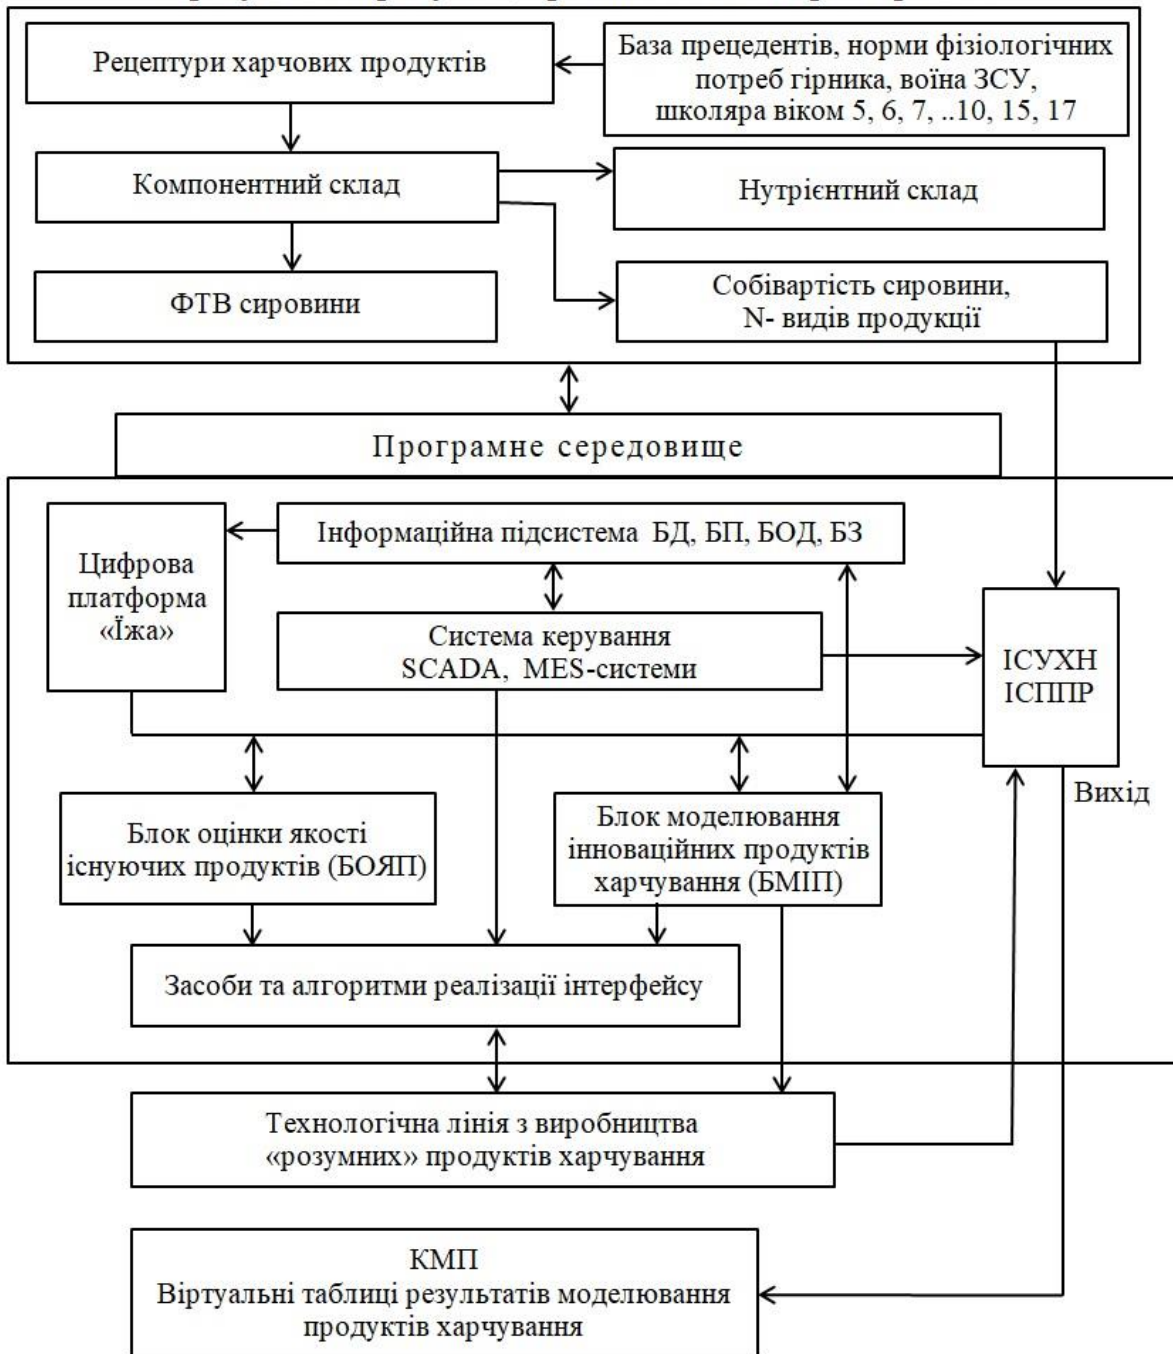 Рецептури харчових продуктів
База прецедентів, норми фізіологічних
потреб гірника, воїна ЗСУ,
школяра віком 5, 6, 7, ..10, 15, 17
Компонентний склад
Нутрієнтний склад
ФТВ сировини
Собівартість сировини,
N- видів продукції
Програмне середовище
Цифрова
платформа
«Їжа»
Інформаційна підсистема БД, БП, БОД, БЗ
Система керування
SCADA, MES-системи
ІСУХН
ІСППР
Вихід
Блок оцінки якості
існуючих продуктів (БОЯП)
Блок моделювання
інноваційних продуктів
харчування (БМІП)
Засоби та алгоритми реалізації інтерфейсу
Технологічна лінія з виробництва
«розумних» продуктів харчування
КМП
Віртуальні таблиці результатів моделювання
продуктів харчування